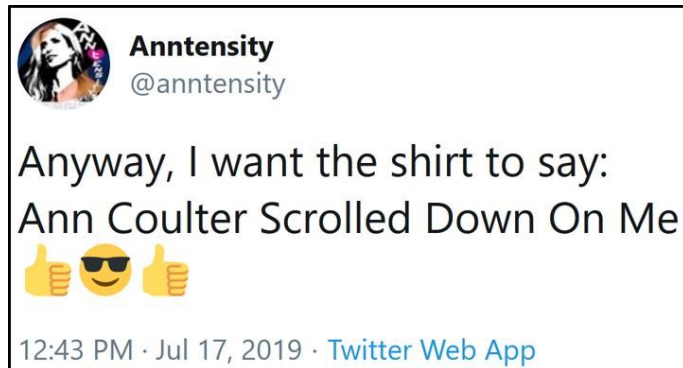 Anntensity
@anntensity
Anyway, I want the shirt to say:
Ann Coulter Scrolled Down On Me
👍😎👍
12:43 PM · Jul 17, 2019 · Twitter Web App